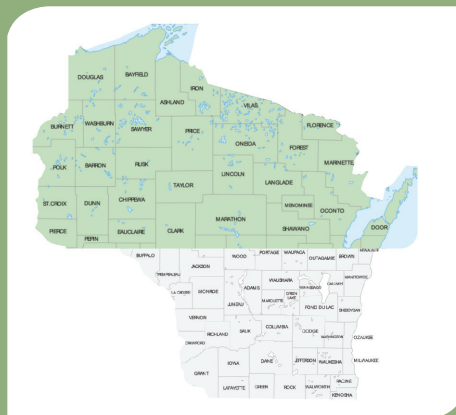 DOUGLAS
BAYFIELD
IRON
ASHLAND
VILAS
FLORENCE
BURNETT
WASHBURN
SAWYER
PRICE
ONEIDA
FOREST
MARINETTE
POLK
BARRON
RUSK
LINCOLN
LANGLADE
TAYLOR
ST.CROIX
DUNN
CHIPPEWA
MENOMINEE
OCONTO
PIERCE
PEPIN
EAUCLAIRE
CLARK
MARATHON
SHAWANO
DOOR
BUFFALO
JACKSON
WOOD
PORTAGE
WAUPACA
OUTAGAMIE
BROWN
LA CROSSE
MONROE
JUNEAU
ADAMS
WAUSHARA
WINNEBAGO
CALUMET
MANITOWOC
MARQUETTE
GREEN
LAKE
FOND DU LAC
SHEBOYGAN
VERNON
RICHLAND
SAUK
COLUMBIA
DODGE
WASHINGTON
OZAUKEE
CRAWFORD
GRANT
IOWA
DANE
JEFFERSON
WAUKESHA
MILWAUKEE
LAFAYETTE
GREEN
ROCK
WALWORTH
RACINE
KENOSHA